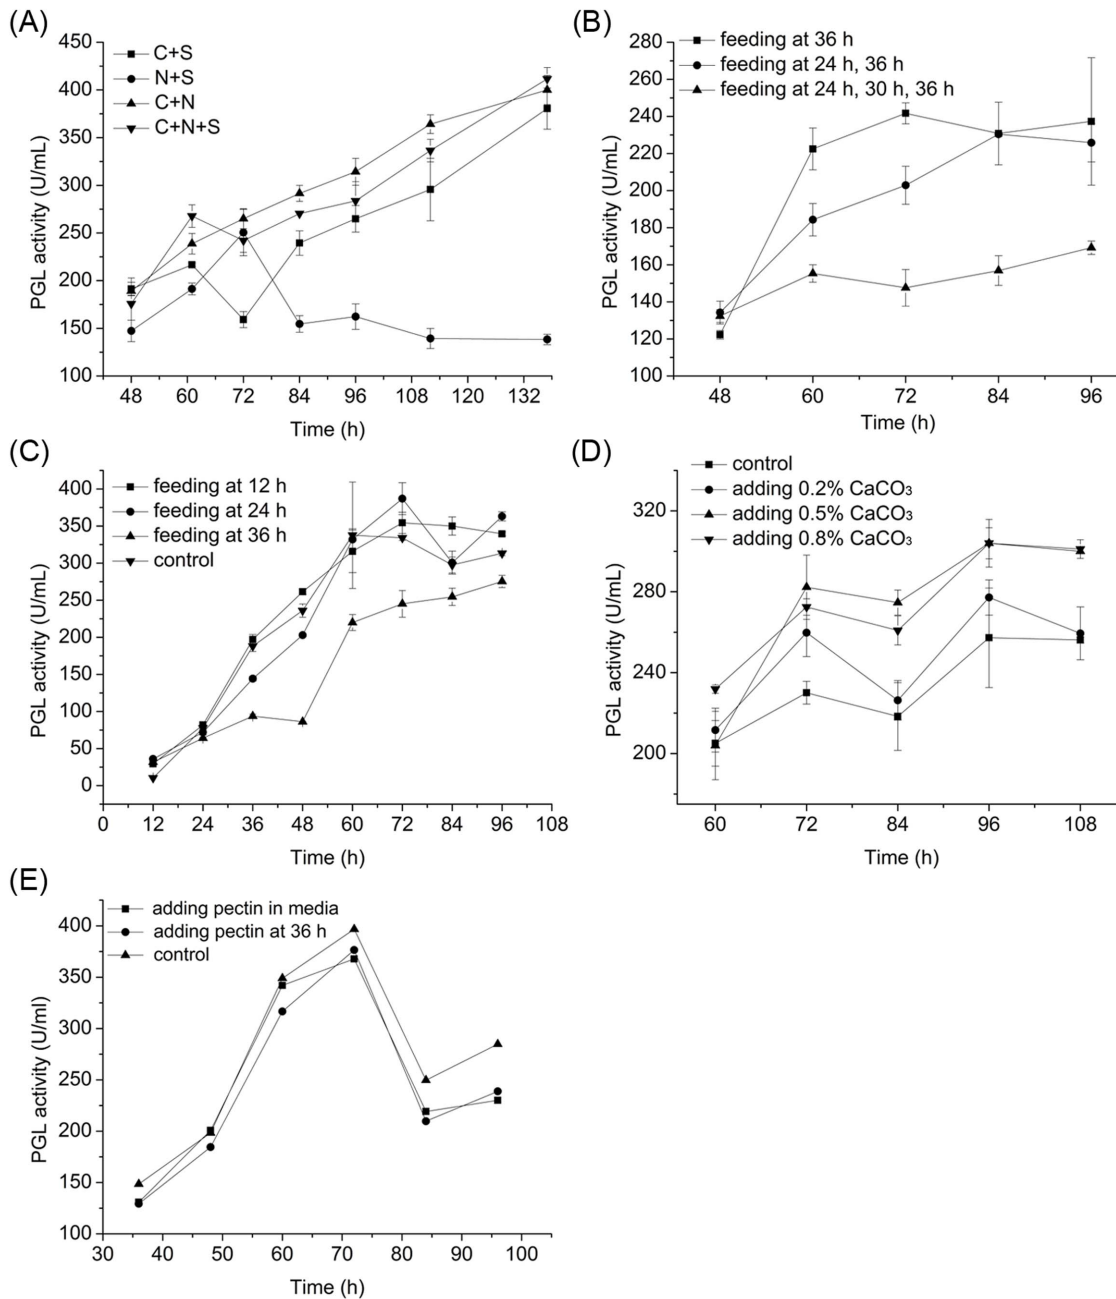 (A)
450
400
350
300
250
200
150
100
PGL activity (U/mL)
C+S
N+S
C+N
C+N+S
48 60 72 84 96 108 120 132
Time (h)
(B)
280
260
240
220
200
180
160
140
120
100
PGL activity (U/mL)
feeding at 36 h
feeding at 24 h, 36 h
feeding at 24 h, 30 h, 36 h
48 60 72 84 96
Time (h)
(C)
400
350
300
250
200
150
100
50
0
PGL activity (U/mL)
feeding at 12 h
feeding at 24 h
feeding at 36 h
control
0 12 24 36 48 60 72 84 96 108
Time (h)
(D)
320
280
240
200
PGL activity (U/mL)
control
adding 0.2% CaCO₃
adding 0.5% CaCO₃
adding 0.8% CaCO₃
60 72 84 96 108
Time (h)
(E)
400
350
300
250
200
150
100
PGL activity (U/ml)
adding pectin in media
adding pectin at 36 h
control
30 40 50 60 70 80 90 100
Time (h)